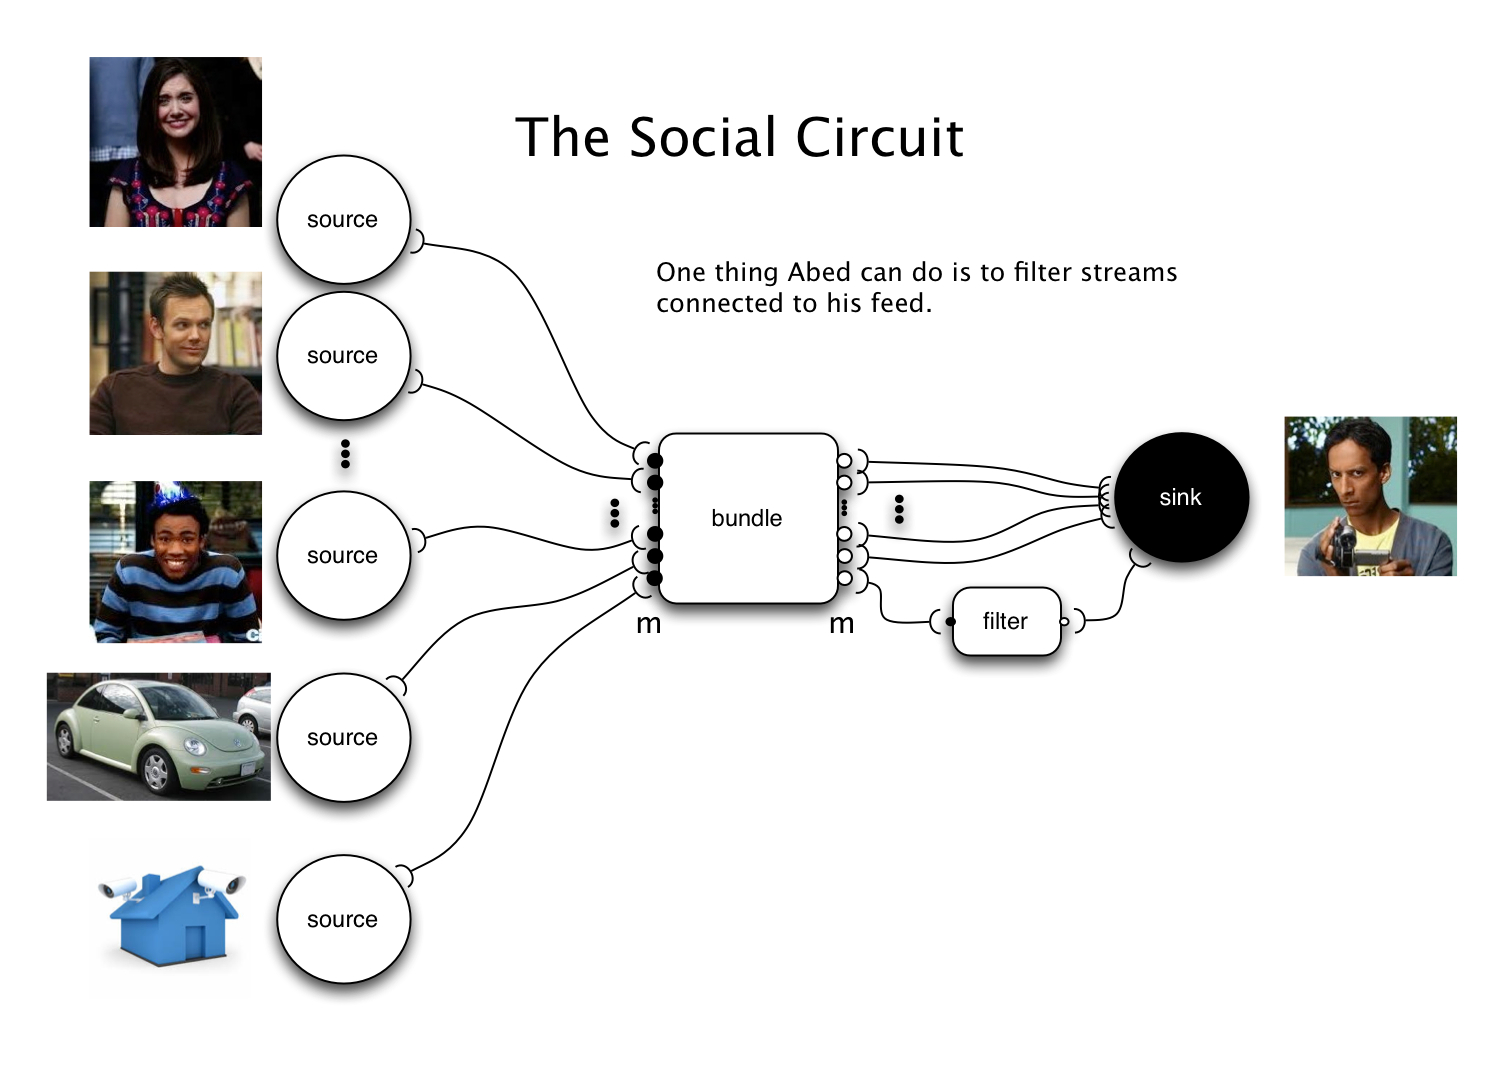 The Social Circuit
source
One thing Abed can do is to filter streams
connected to his feed.
source
sink
bundle
source
filter
m
m
source
source